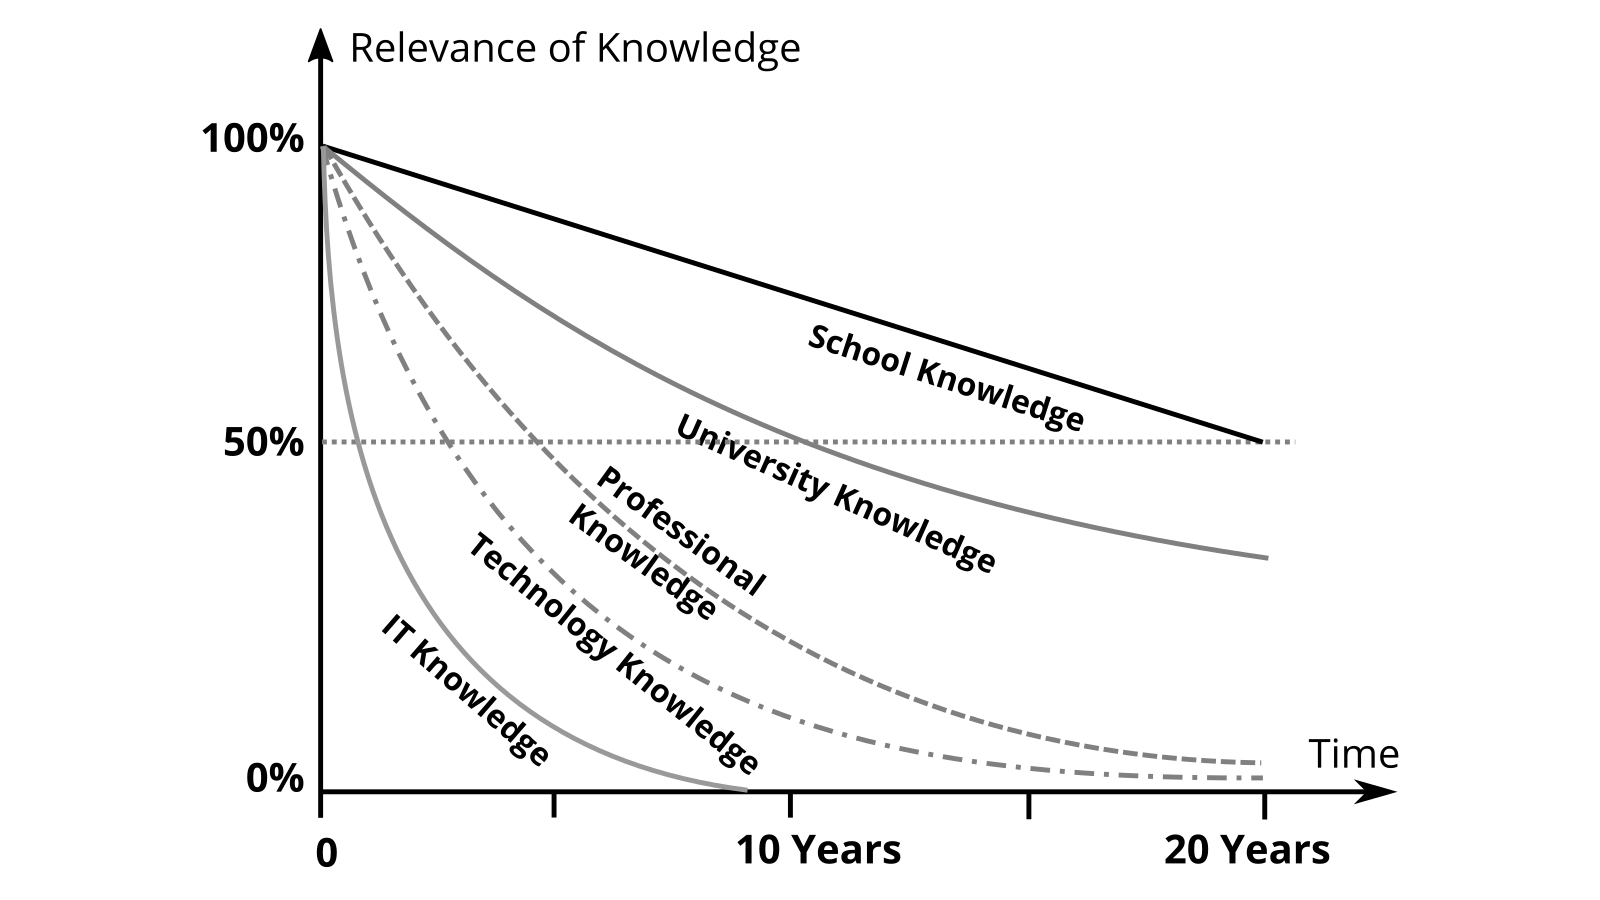 Relevance of Knowledge
100%
School Knowledge
50%
University Knowledge
Professional
Knowledge
Technology Knowledge
IT Knowledge
Time
0%
0
10 Years
20 Years